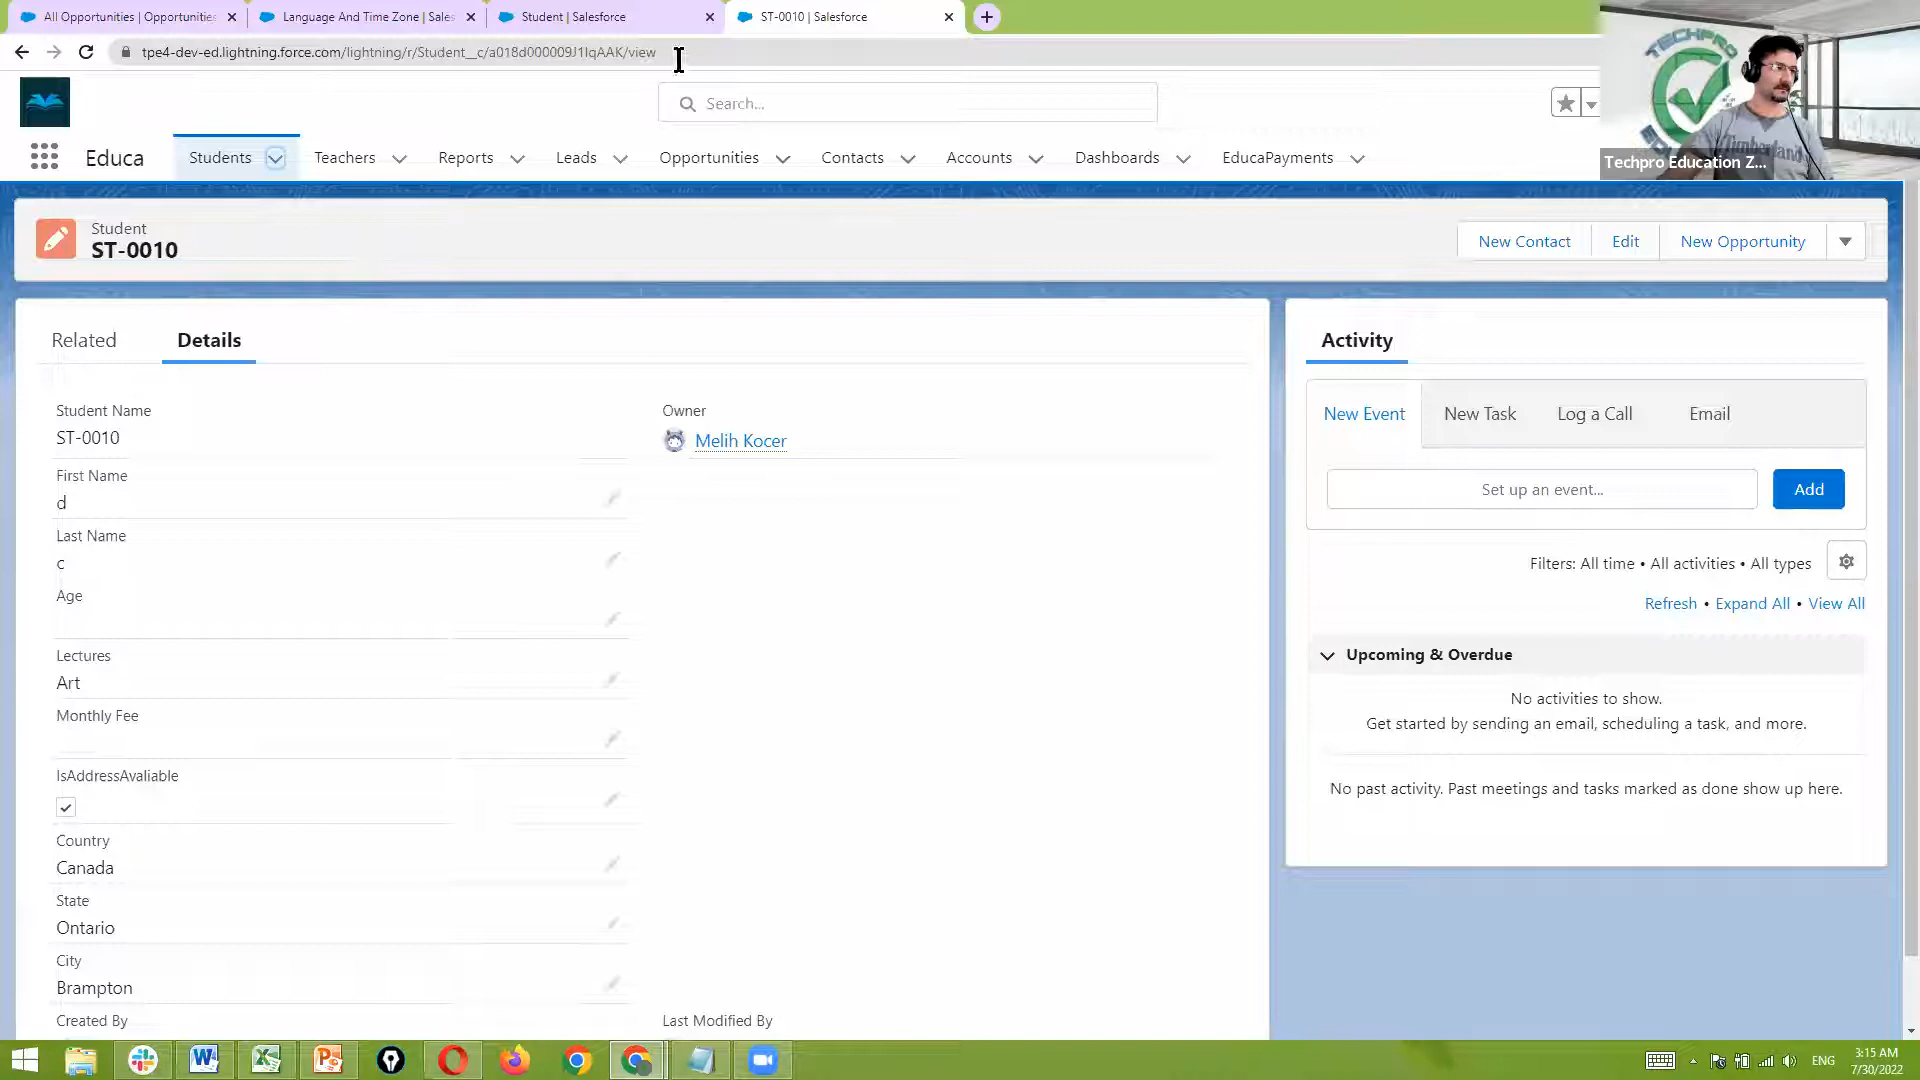 All Opportunities | Opportunities
Language And Time Zone | Sales
Student | Salesforce
ST-0010 | Salesforce
tpe4-dev-ed.lightning.force.com/lightning/r/Student__c/a018d000009J1IqAAK/view
Search...
TECHPRO
Timberland
Techpro Education Z...
Educa
Students
Teachers
Reports
Leads
Opportunities
Contacts
Accounts
Dashboards
EducaPayments
Student
ST-0010
New Contact
Edit
New Opportunity
Related
Details
Activity
Student Name
ST-0010
Owner
Melih Kocer
First Name
d
Last Name
c
Age
Lectures
Art
Monthly Fee
IsAddressAvaliable
Country
Canada
State
Ontario
City
Brampton
Created By
Last Modified By
New Event
New Task
Log a Call
Email
Set up an event...
Add
Filters: All time • All activities • All types
Refresh • Expand All • View All
Upcoming & Overdue
No activities to show.
Get started by sending an email, scheduling a task, and more.
No past activity. Past meetings and tasks marked as done show up here.
ENG
3:15 AM
7/30/2022